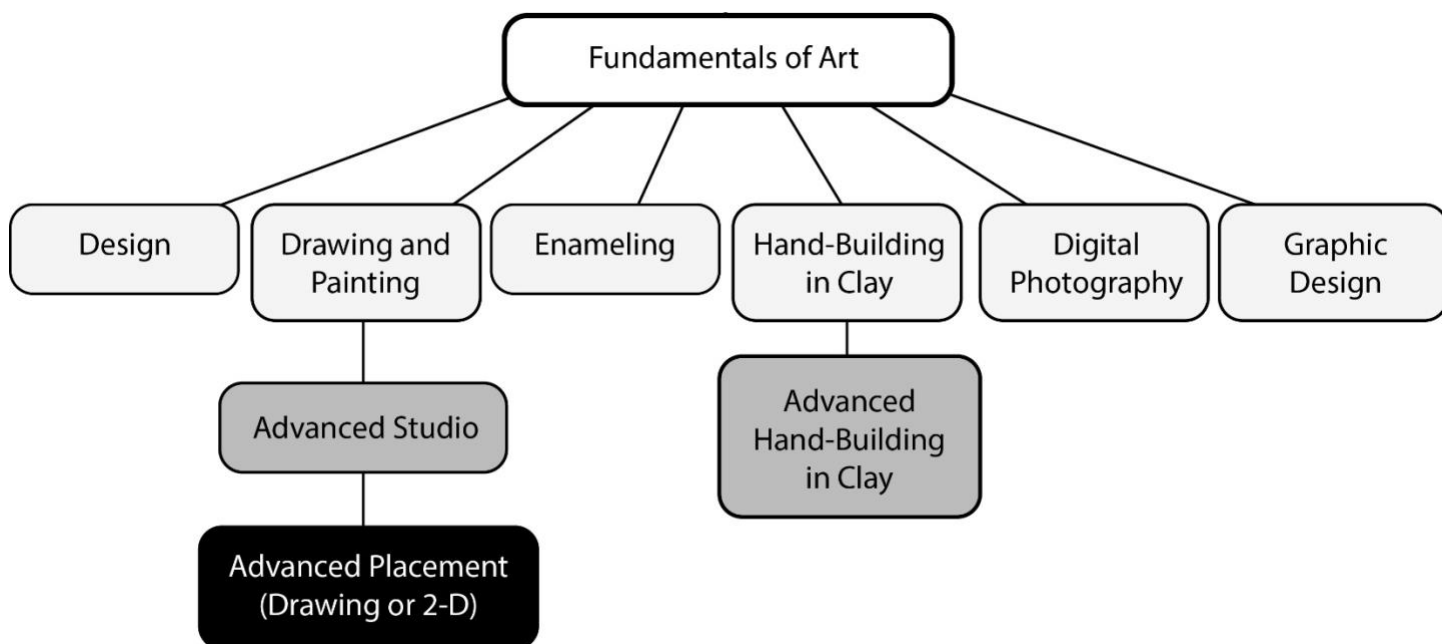 Fundamentals of Art
Design
Drawing and
Painting
Enameling
Hand-Building
in Clay
Digital
Photography
Graphic
Design
Advanced Studio
Advanced
Hand-Building
in Clay
Advanced Placement
(Drawing or 2-D)